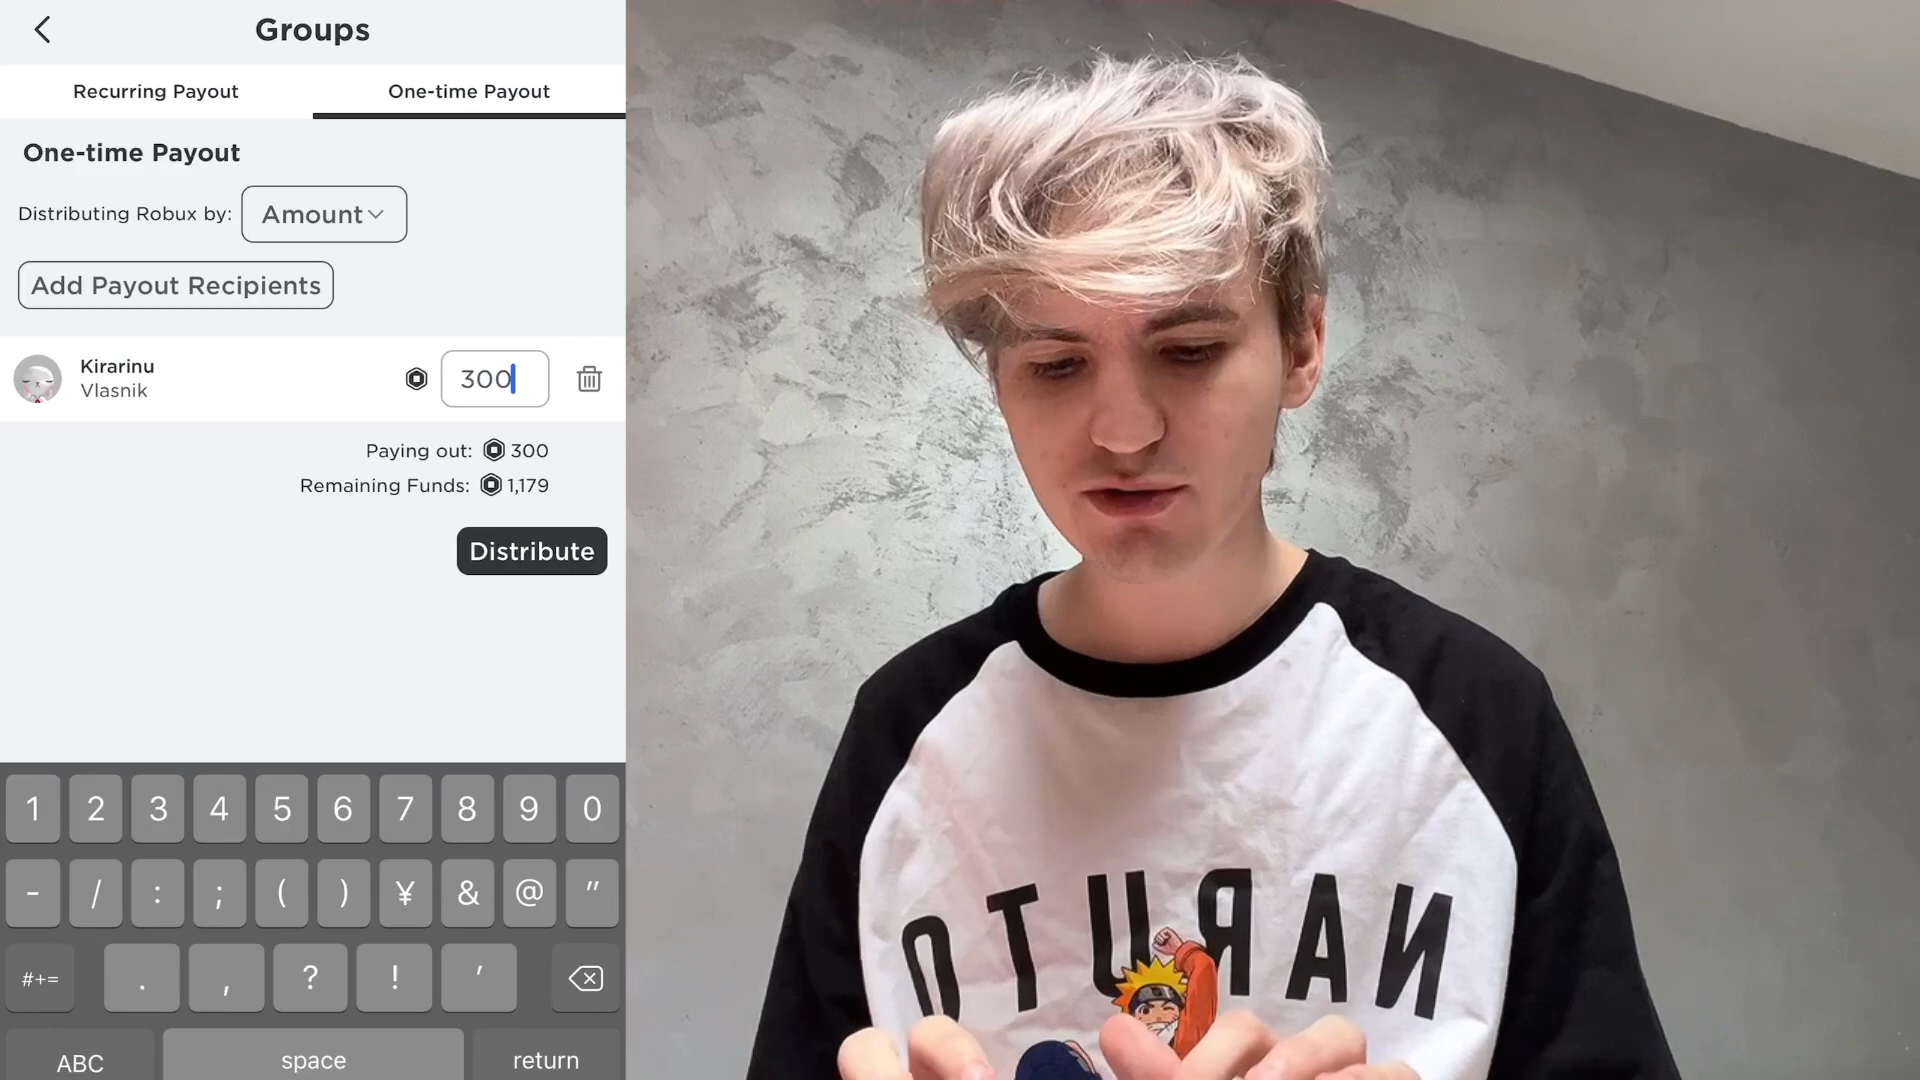 Groups
Recurring Payout
One-time Payout
One-time Payout
Distributing Robux by:
Amount
Add Payout Recipients
Kirarinu
Vlasnik
300
Paying out: 300
Remaining Funds: 1,179
Distribute
1 2 3 4 5 6 7 8 9 0
- / : ; ( ) ¥ & @ "
#+= . , ? ! '
ABC space return
NARUTO